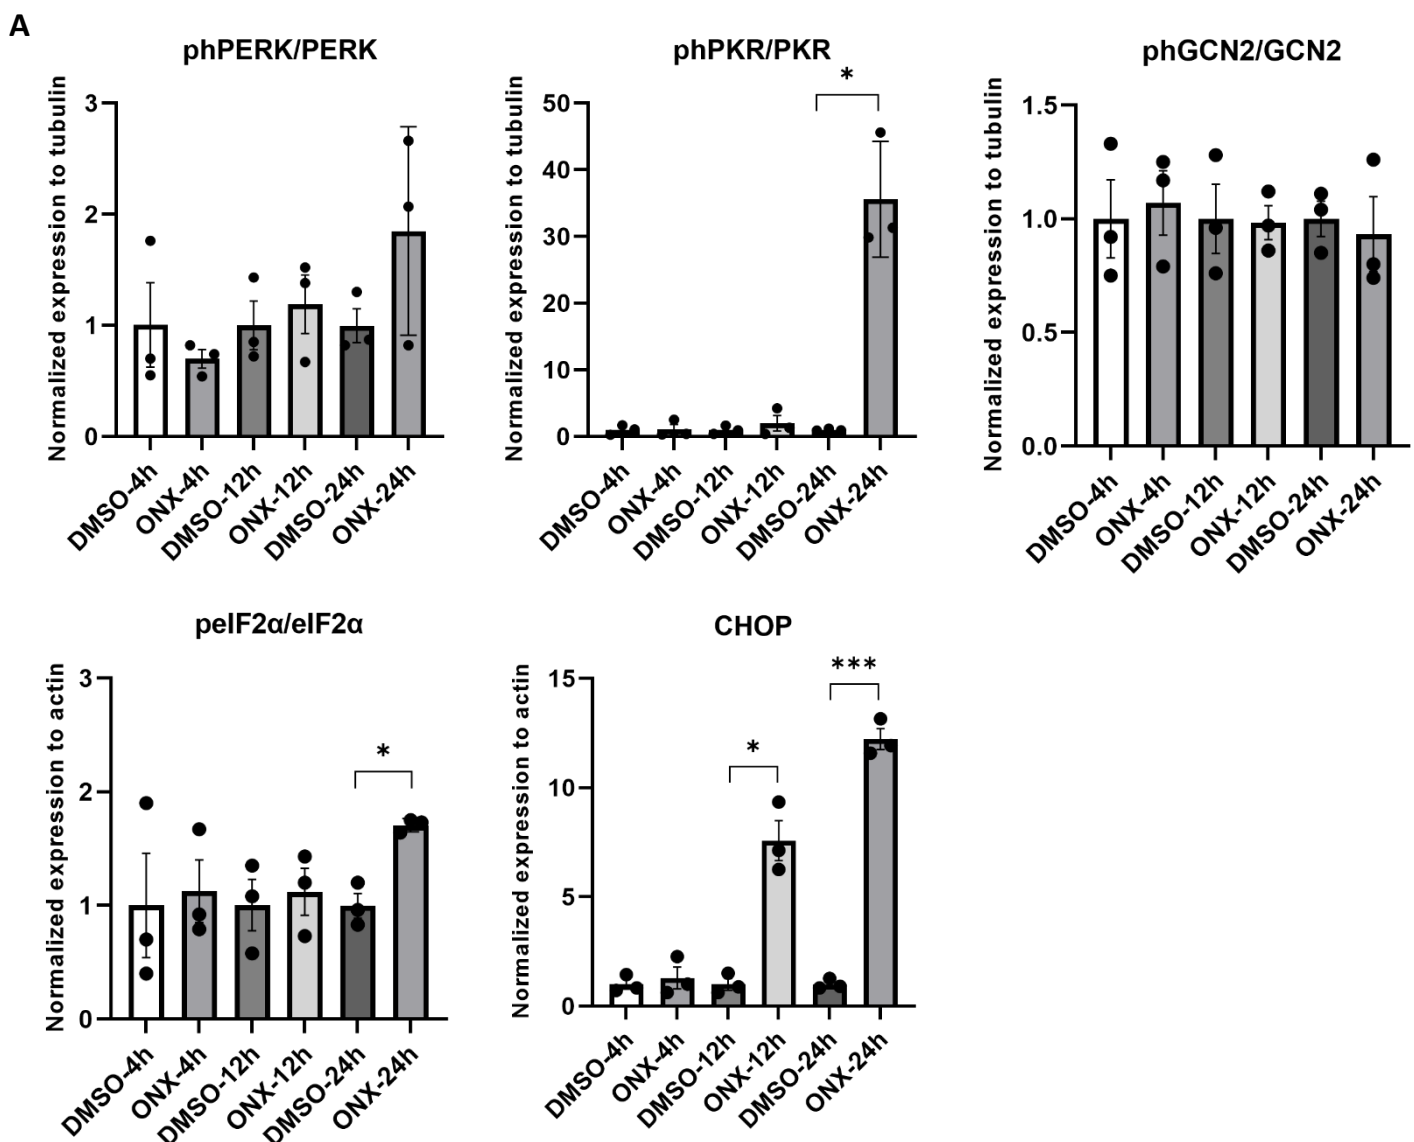 A
phPERK/PERK
Normalized expression to tubulin
3
2
1
0
DMSO-4h
ONX-4h
DMSO-12h
ONX-12h
DMSO-24h
ONX-24h
phPKR/PKR
*
Normalized expression to tubulin
50
40
30
20
10
0
DMSO-4h
ONX-4h
DMSO-12h
ONX-12h
DMSO-24h
ONX-24h
phGCN2/GCN2
Normalized expression to tubulin
1.5
1.0
0.5
0.0
DMSO-4h
ONX-4h
DMSO-12h
ONX-12h
DMSO-24h
ONX-24h
peIF2α/eIF2α
*
Normalized expression to actin
3
2
1
0
DMSO-4h
ONX-4h
DMSO-12h
ONX-12h
DMSO-24h
ONX-24h
CHOP
***
*
Normalized expression to actin
15
10
5
0
DMSO-4h
ONX-4h
DMSO-12h
ONX-12h
DMSO-24h
ONX-24h